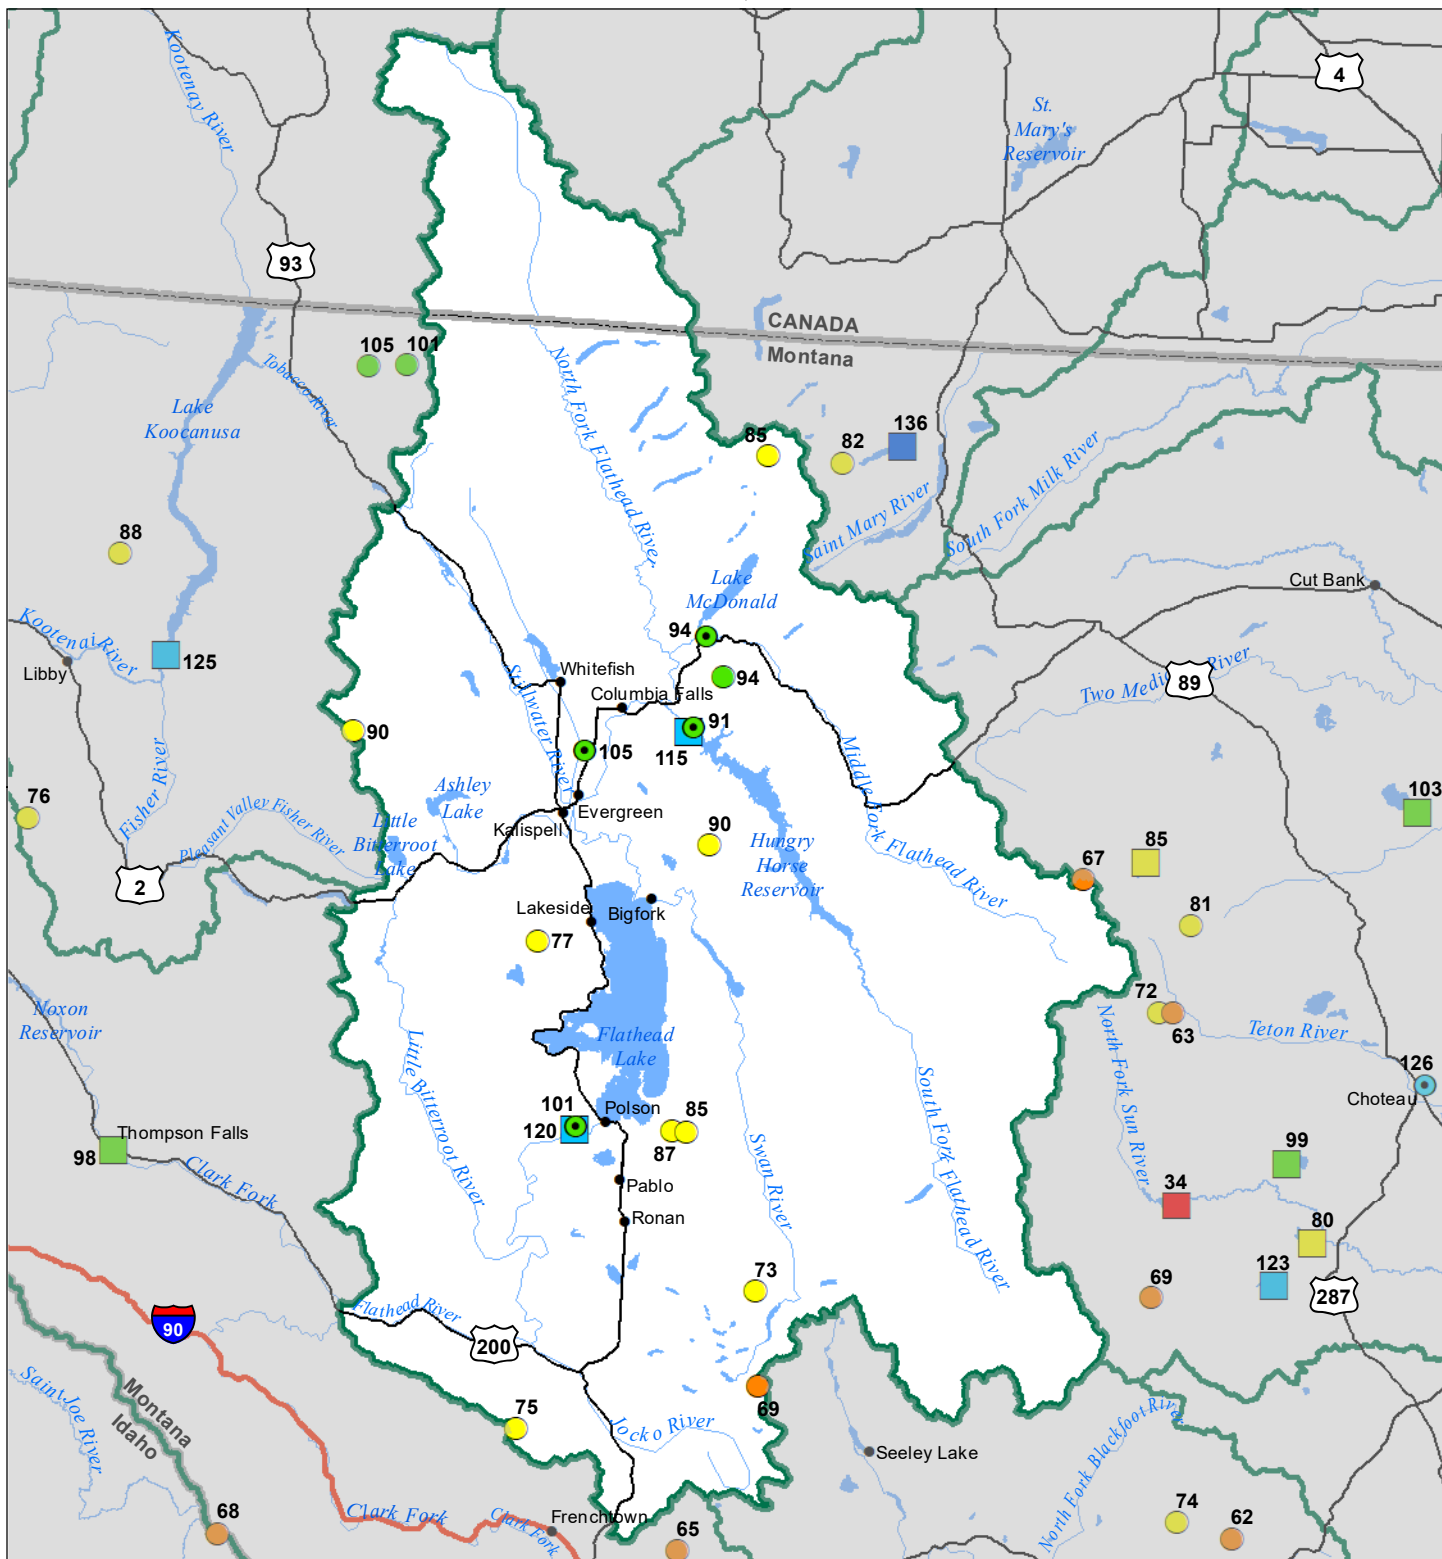 Kootenay River
4
St.
Mary's
Reservoir
93
CANADA
Montana
105
101
Tobacco River
North Fork Flathead River
Lake
Koocanusa
85
82
136
Saint Mary River
South Fork Milk River
88
Lake
McDonald
Cut Bank
94
Kootenai River
Libby
125
Whitefish
94
Columbia Falls
Two Medicine River
89
Stillwater River
90
91
115
105
Middle Fork Flathead River
Fisher River
76
Pleasant Valley Fisher River
Ashley
Lake
Little
Bitterroot
Lake
Evergreen
Kalispell
90
Hungry
Horse
Reservoir
103
85
67
2
81
Lakeside
Bigfork
77
Noxon
Reservoir
72
63
North Fork Sun River
Teton River
Flathead
Lake
Little Bitterroot River
126
Choteau
South Fork Flathead River
101
120
Polson
85
87
Swan River
Thompson Falls
98
Clark Fork
99
Pablo
34
Ronan
80
73
123
69
287
Flathead River
90
200
69
Saint Joe River
Montana
Idaho
75
Jocko River
North Fork Blackfoot River
Seeley Lake
Clark Fork
Clark Fork
Frenchtown
68
65
74
62